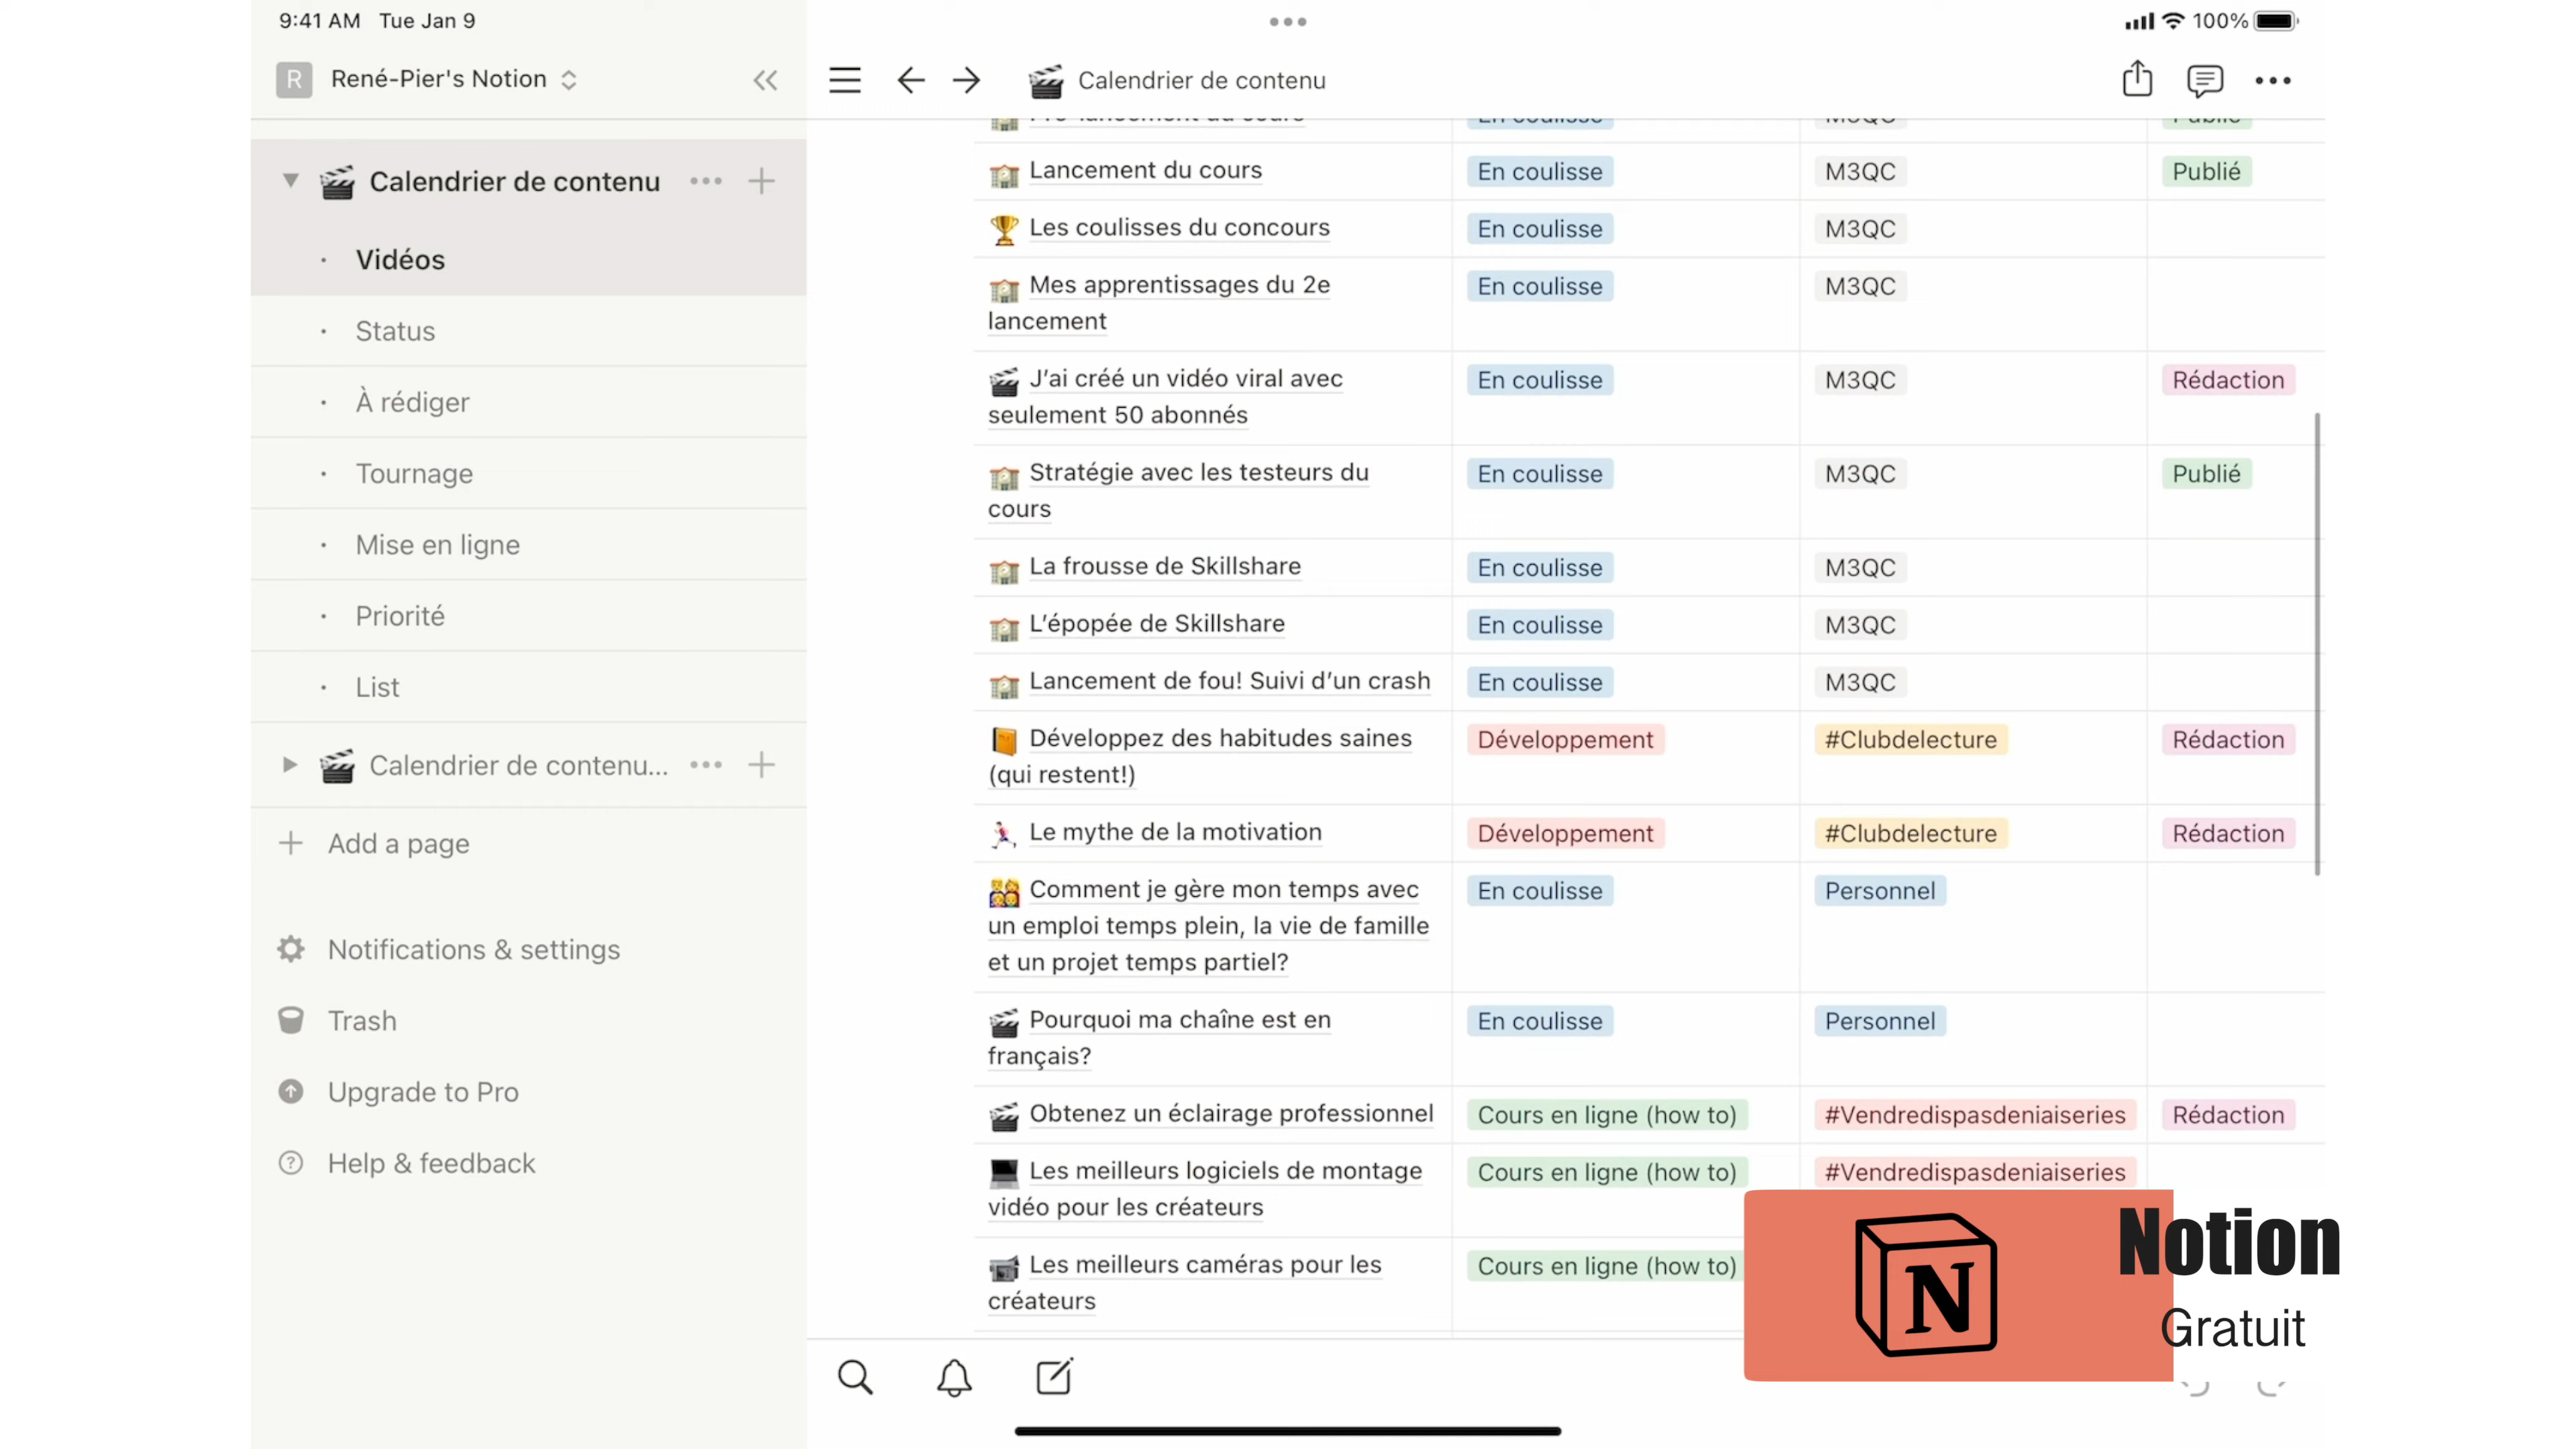 9:41 AM Tue Jan 9
100%
R René-Pier's Notion
Calendrier de contenu
Vidéos
Status
À rédiger
Tournage
Mise en ligne
Priorité
List
Calendrier de contenu...
Add a page
Notifications & settings
Trash
Upgrade to Pro
Help & feedback
Calendrier de contenu
Lancement du cours En coulisse M3QC Publié
Les coulisses du concours En coulisse M3QC
Mes apprentissages du 2e En coulisse M3QC
lancement
J'ai créé un vidéo viral avec En coulisse M3QC Rédaction
seulement 50 abonnés
Stratégie avec les testeurs du En coulisse M3QC Publié
cours
La frousse de Skillshare En coulisse M3QC
L'épopée de Skillshare En coulisse M3QC
Lancement de fou! Suivi d'un crash En coulisse M3QC
Développez des habitudes saines Développement #Clubdelecture Rédaction
(qui restent!)
Le mythe de la motivation Développement #Clubdelecture Rédaction
Comment je gère mon temps avec En coulisse Personnel
un emploi temps plein, la vie de famille
et un projet temps partiel?
Pourquoi ma chaîne est en En coulisse Personnel
français?
Obtenez un éclairage professionnel Cours en ligne (how to) #Vendredispasdeniaiseries Rédaction
Les meilleurs logiciels de montage Cours en ligne (how to) #Vendredispasdeniaiseries
vidéo pour les créateurs
Les meilleurs caméras pour les Cours en ligne (how to)
créateurs
N
Notion
Gratuit